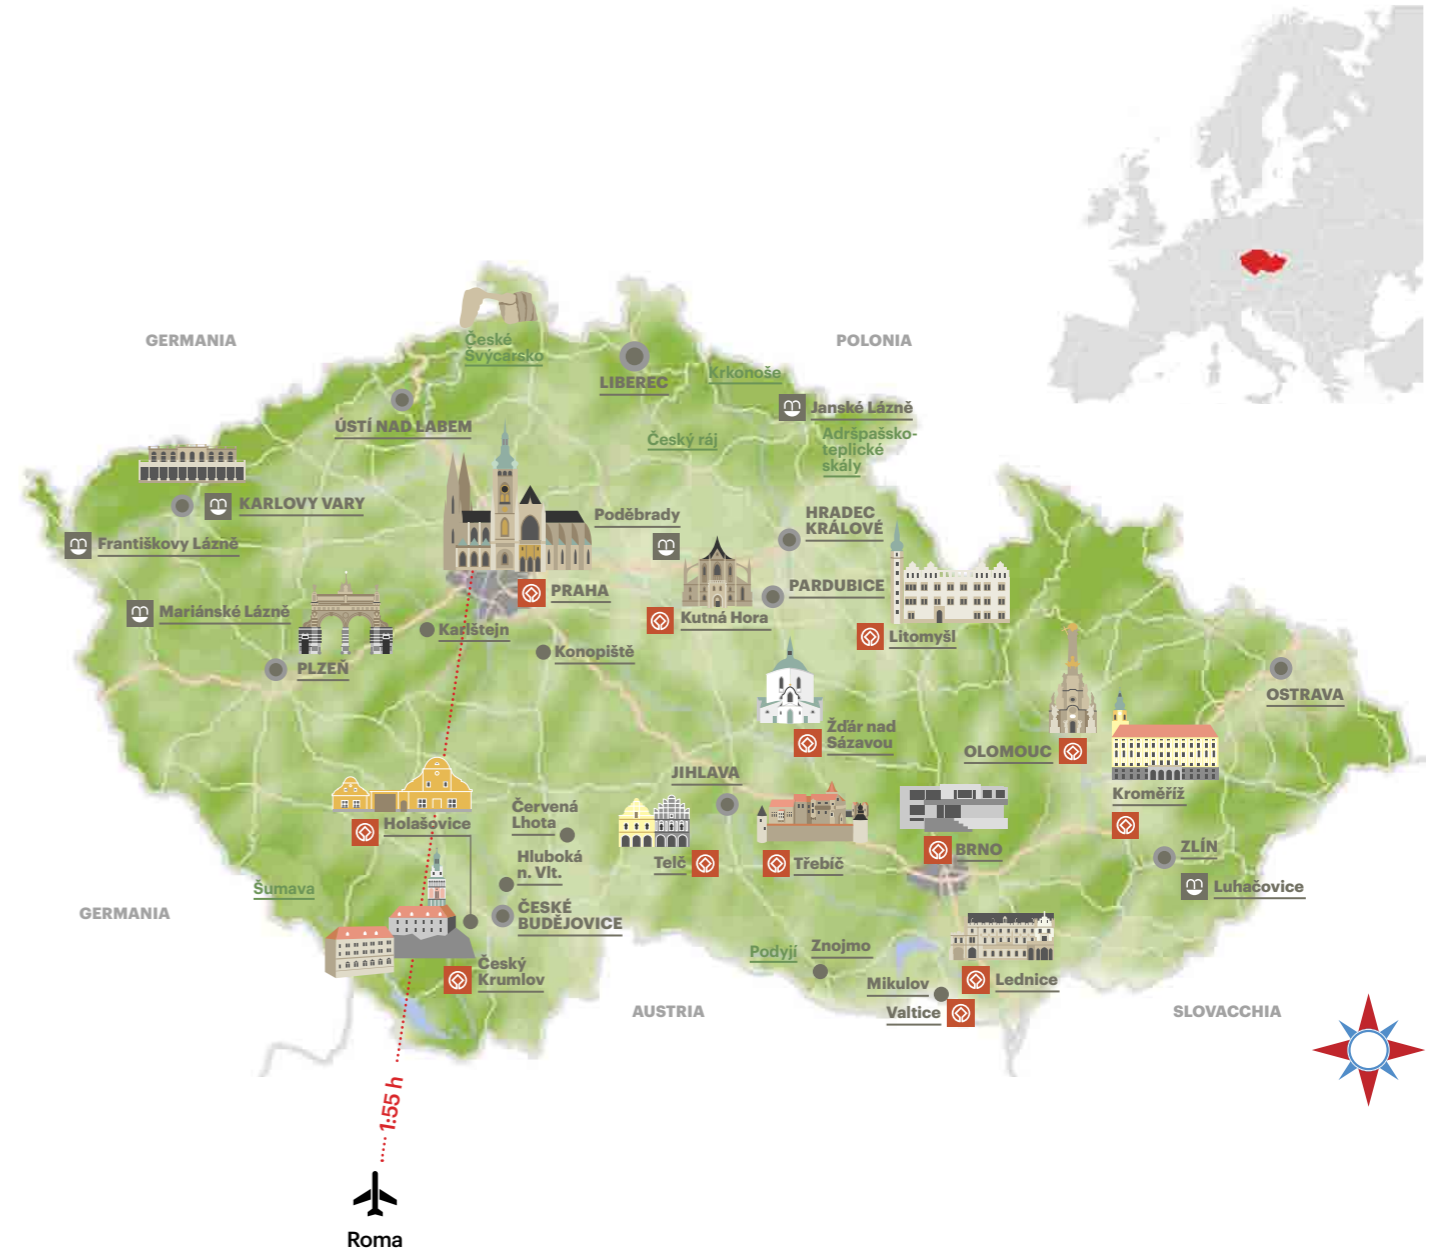 GERMANIA
POLONIA
České
Švýcarsko
LIBEREC
Krkonoše
Janské Lázně
ÚSTÍ NAD LABEM
Český ráj
Adršpašsko-
teplické
skály
KARLOVY VARY
Františkovy Lázně
Poděbrady
HRADEC
KRÁLOVÉ
PRAHA
PARDUBICE
Mariánské Lázně
Kutná Hora
Karlštejn
Litomyšl
Konopiště
PLZEŇ
OSTRAVA
Žďár nad
Sázavou
OLOMOUC
JIHLAVA
Kroměříž
Holašovice
Červená
Lhota
Telč
Třebíč
BRNO
ZLÍN
Hluboká
n. Vlt.
Šumava
Luhačovice
GERMANIA
ČESKÉ
BUDĚJOVICE
Podyjí
Znojmo
Český
Krumlov
Mikulov
Lednice
Valtice
AUSTRIA
SLOVACCHIA
1:55 h
Roma